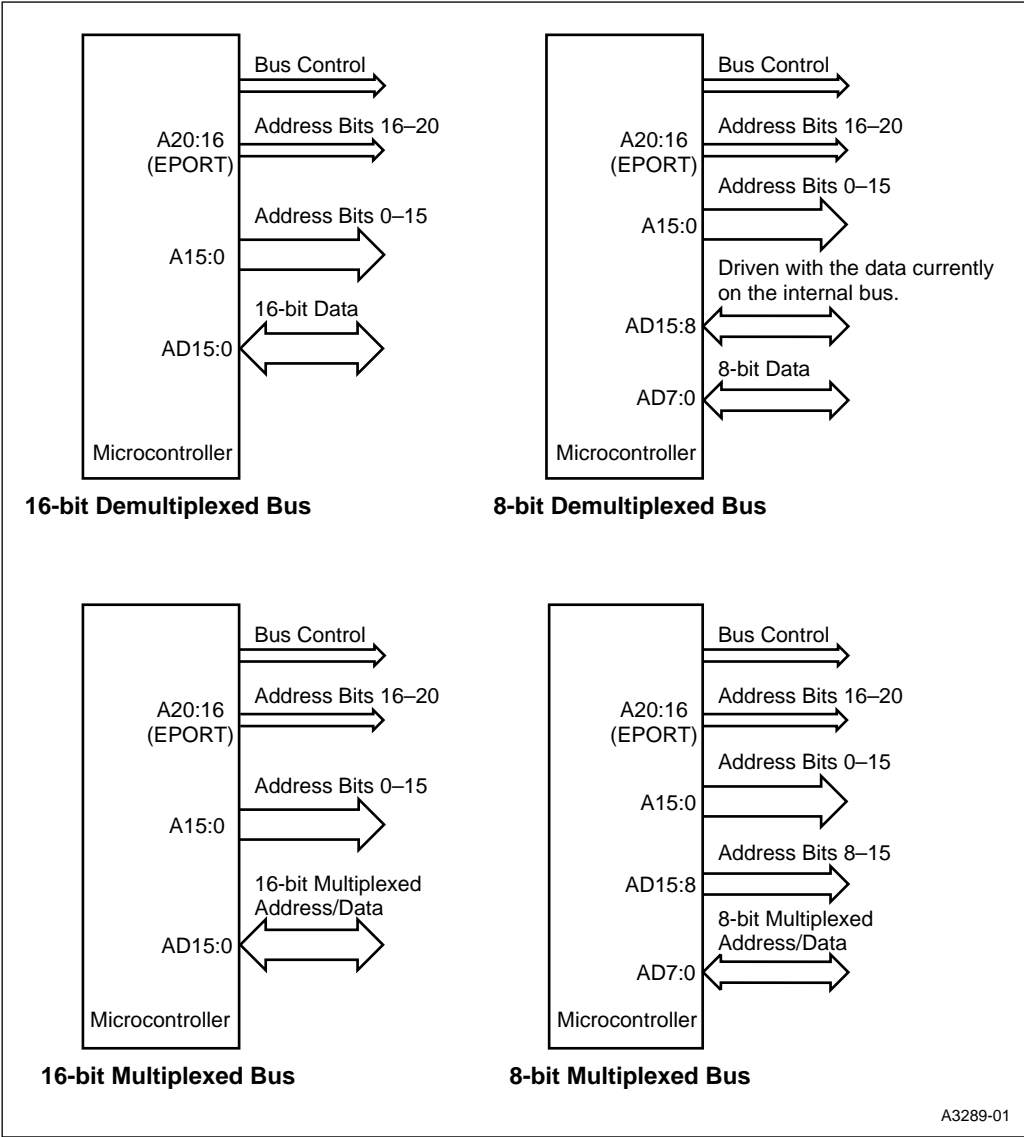 Bus Control
A20:16
(EPORT)
Address Bits 16–20
Address Bits 0–15
A15:0
16-bit Data
AD15:0
Microcontroller
16-bit Demultiplexed Bus
Bus Control
A20:16
(EPORT)
Address Bits 16–20
Address Bits 0–15
A15:0
Driven with the data currently
on the internal bus.
AD15:8
8-bit Data
AD7:0
Microcontroller
8-bit Demultiplexed Bus
Bus Control
A20:16
(EPORT)
Address Bits 16–20
Address Bits 0–15
A15:0
16-bit Multiplexed
Address/Data
AD15:0
Microcontroller
16-bit Multiplexed Bus
Bus Control
A20:16
(EPORT)
Address Bits 16–20
Address Bits 0–15
A15:0
Address Bits 8–15
AD15:8
8-bit Multiplexed
Address/Data
AD7:0
Microcontroller
8-bit Multiplexed Bus
A3289-01